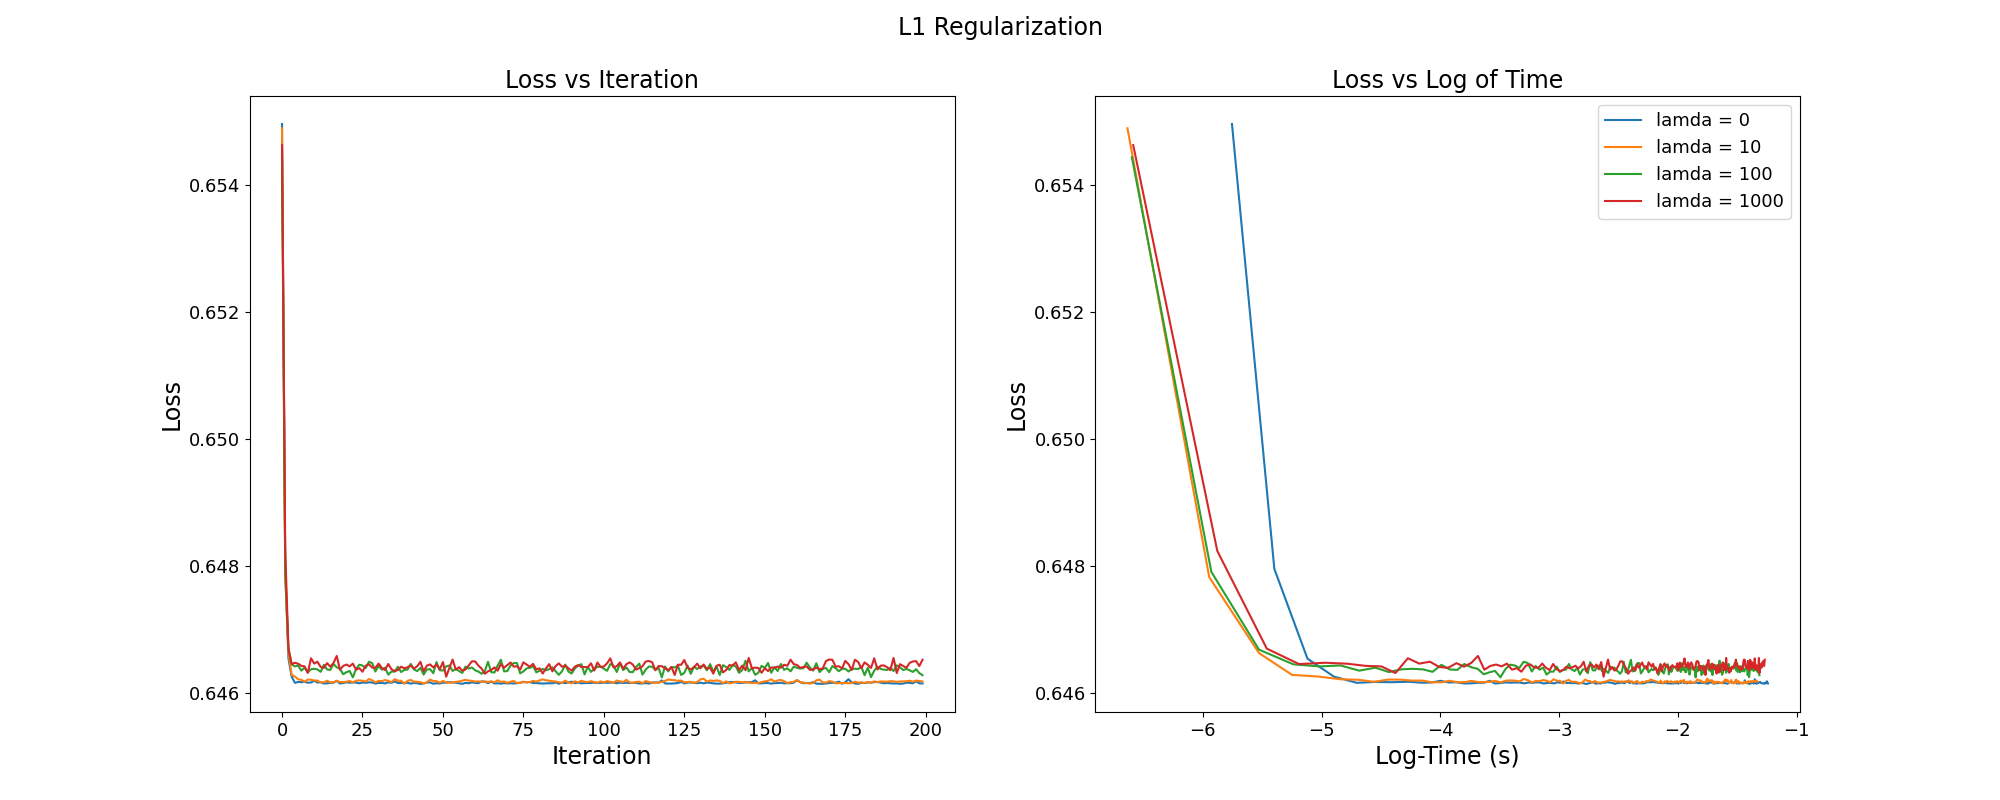 L1 Regularization
Loss vs Iteration
Loss
0.654
0.652
0.650
0.648
0.646
0
25
50
75
100
125
150
175
200
Iteration
Loss vs Log of Time
Loss
0.654
0.652
0.650
0.648
0.646
lamda = 0
lamda = 10
lamda = 100
lamda = 1000
−6
−5
−4
−3
−2
−1
Log-Time (s)